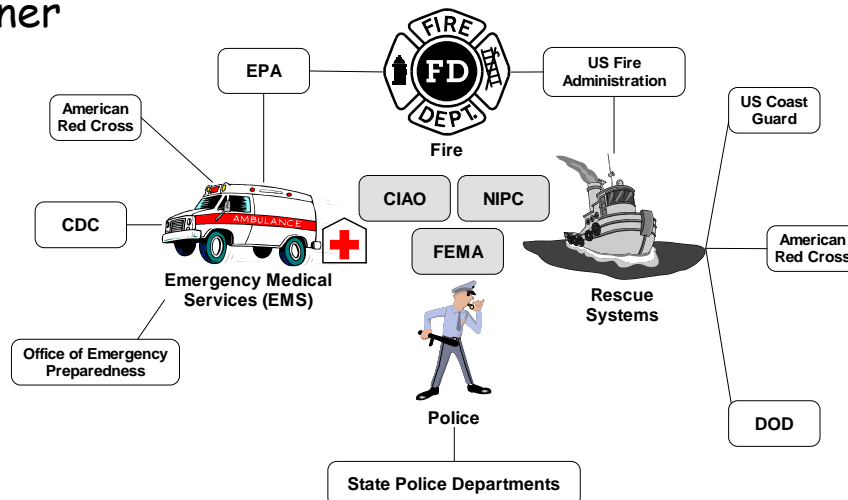 ner
FIRE
FD
DEPT.
Fire
EPA
US Fire
Administration
American
Red Cross
US Coast
Guard
CIAO
NIPC
CDC
AMBULANCE
FEMA
American
Red Cross
Emergency Medical
Services (EMS)
Rescue
Systems
Office of Emergency
Preparedness
Police
DOD
State Police Departments